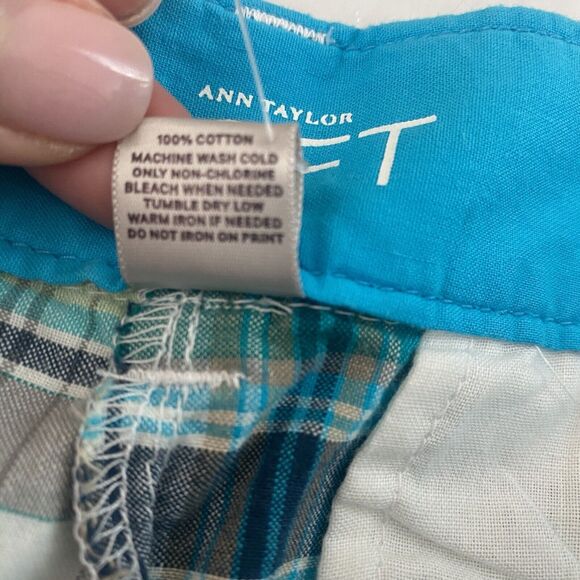 ANN TAYLOR
FT
100% COTTON
MACHINE WASH COLD
ONLY NON-CHLORINE
BLEACH WHEN NEEDED
TUMBLE DRY LOW
WARM IRON IF NEEDED
DO NOT IRON ON PRINT